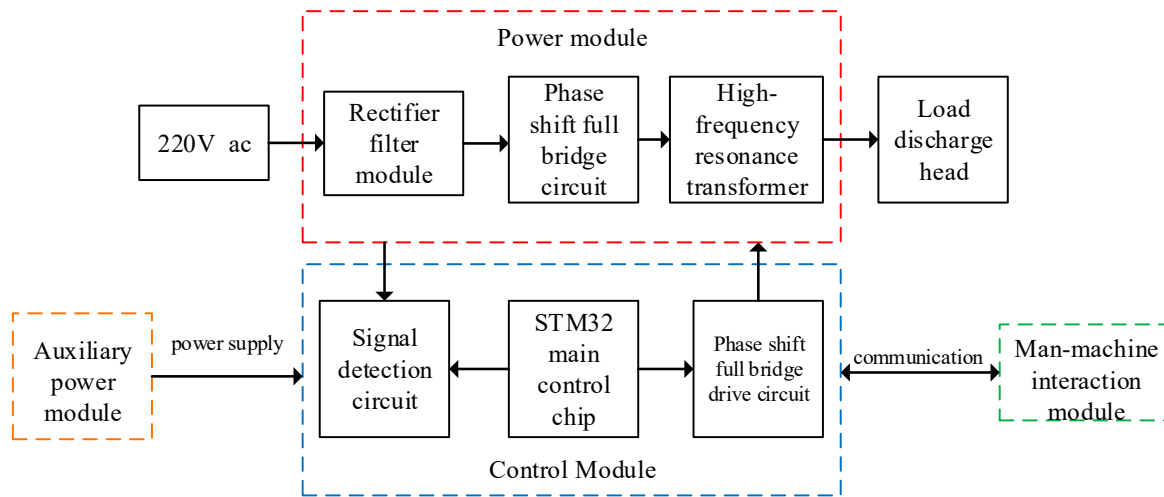 Power module
220V ac
Rectifier
filter
module
Phase
shift full
bridge
circuit
High-
frequency
resonance
transformer
Load
discharge
head
Auxiliary
power
module
power supply
Signal
detection
circuit
STM32
main
control
chip
Phase shift
full bridge
drive circuit
communication
Man-machine
interaction
module
Control Module